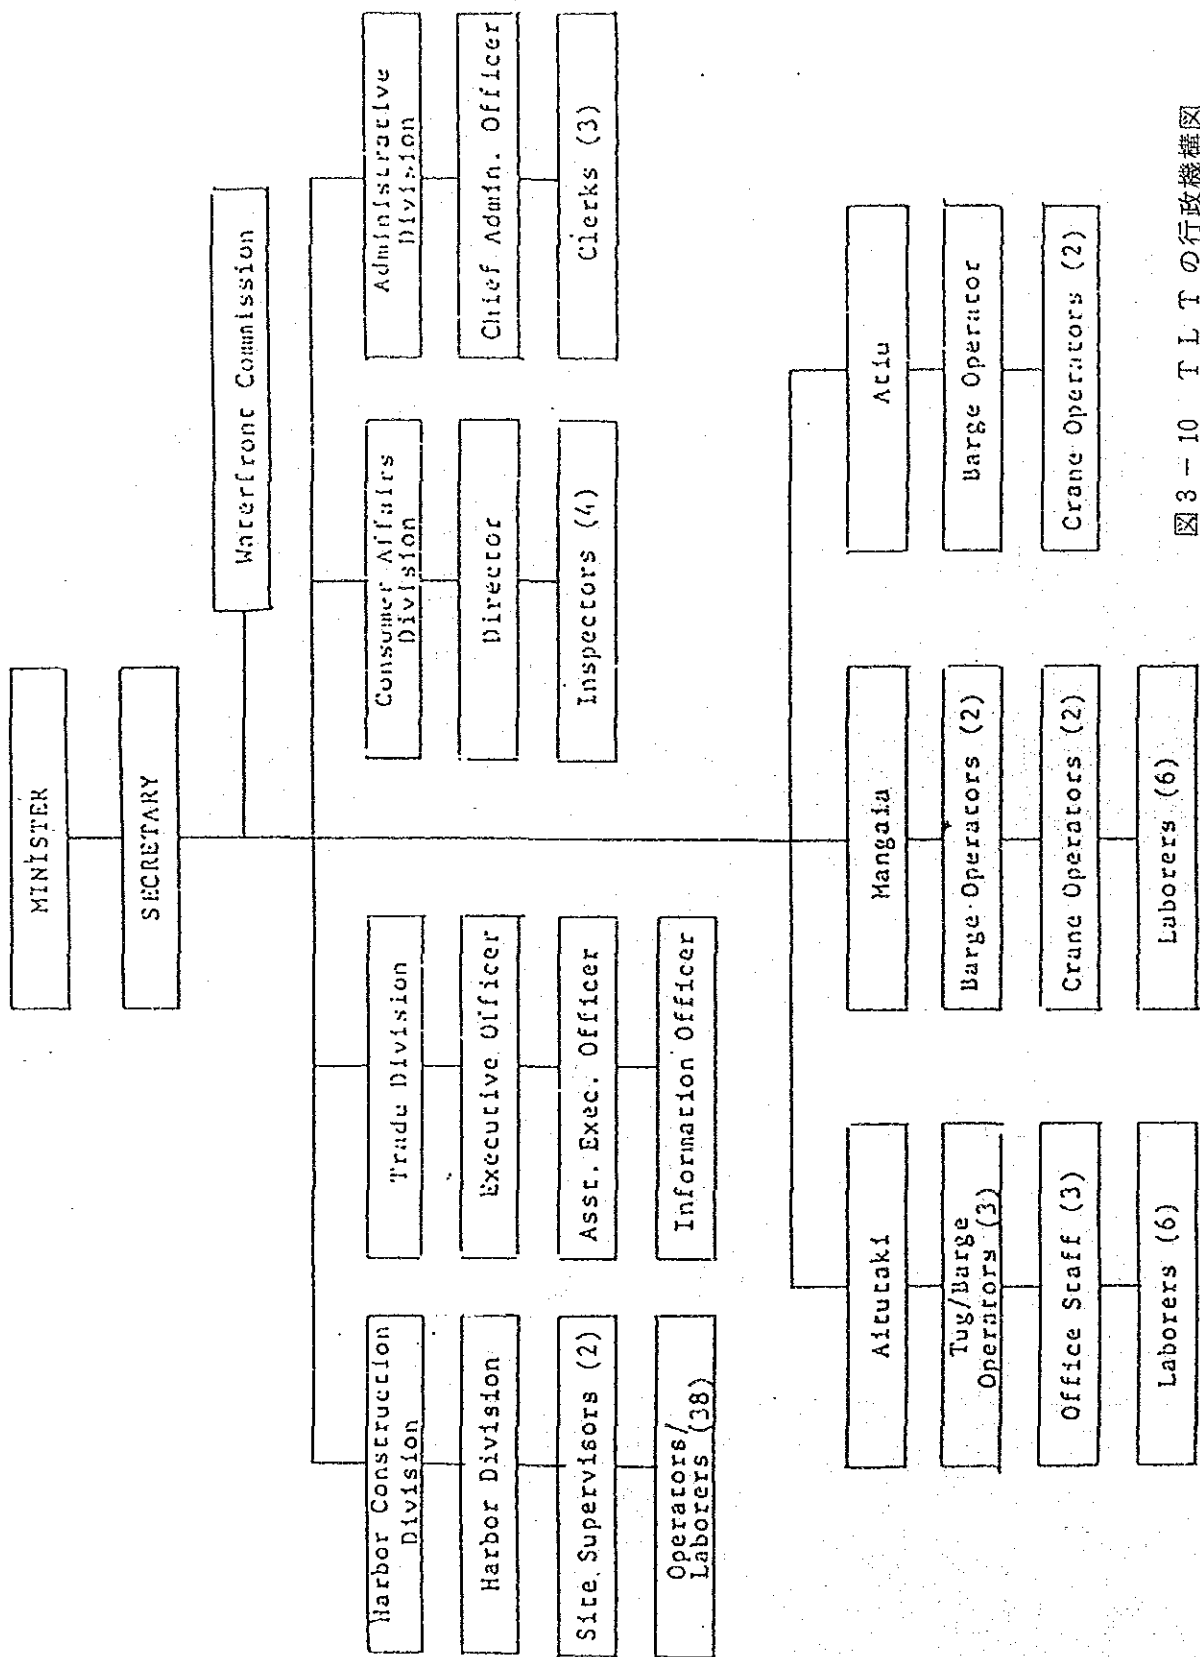 MINISTER
SECRETARY
Waterfront Commission
Harbor Construction
Division
Harbor Division
Site Supervisors (2)
Operators/
Laborers (38)
Trade Division
Executive Officer
Asst. Exec. Officer
Information Officer
Consumer Affairs
Division
Director
Inspectors (4)
Administrative
Division
Chief Admin. Officer
Clerks (3)
Aitutaki
Tug/Barge
Operators (3)
Office Staff (3)
Laborers (6)
Mangaia
Barge Operators (2)
Crane Operators (2)
Laborers (6)
Atiu
Barge Operator
Crane Operators (2)
図3-10 TLTの行政機構図